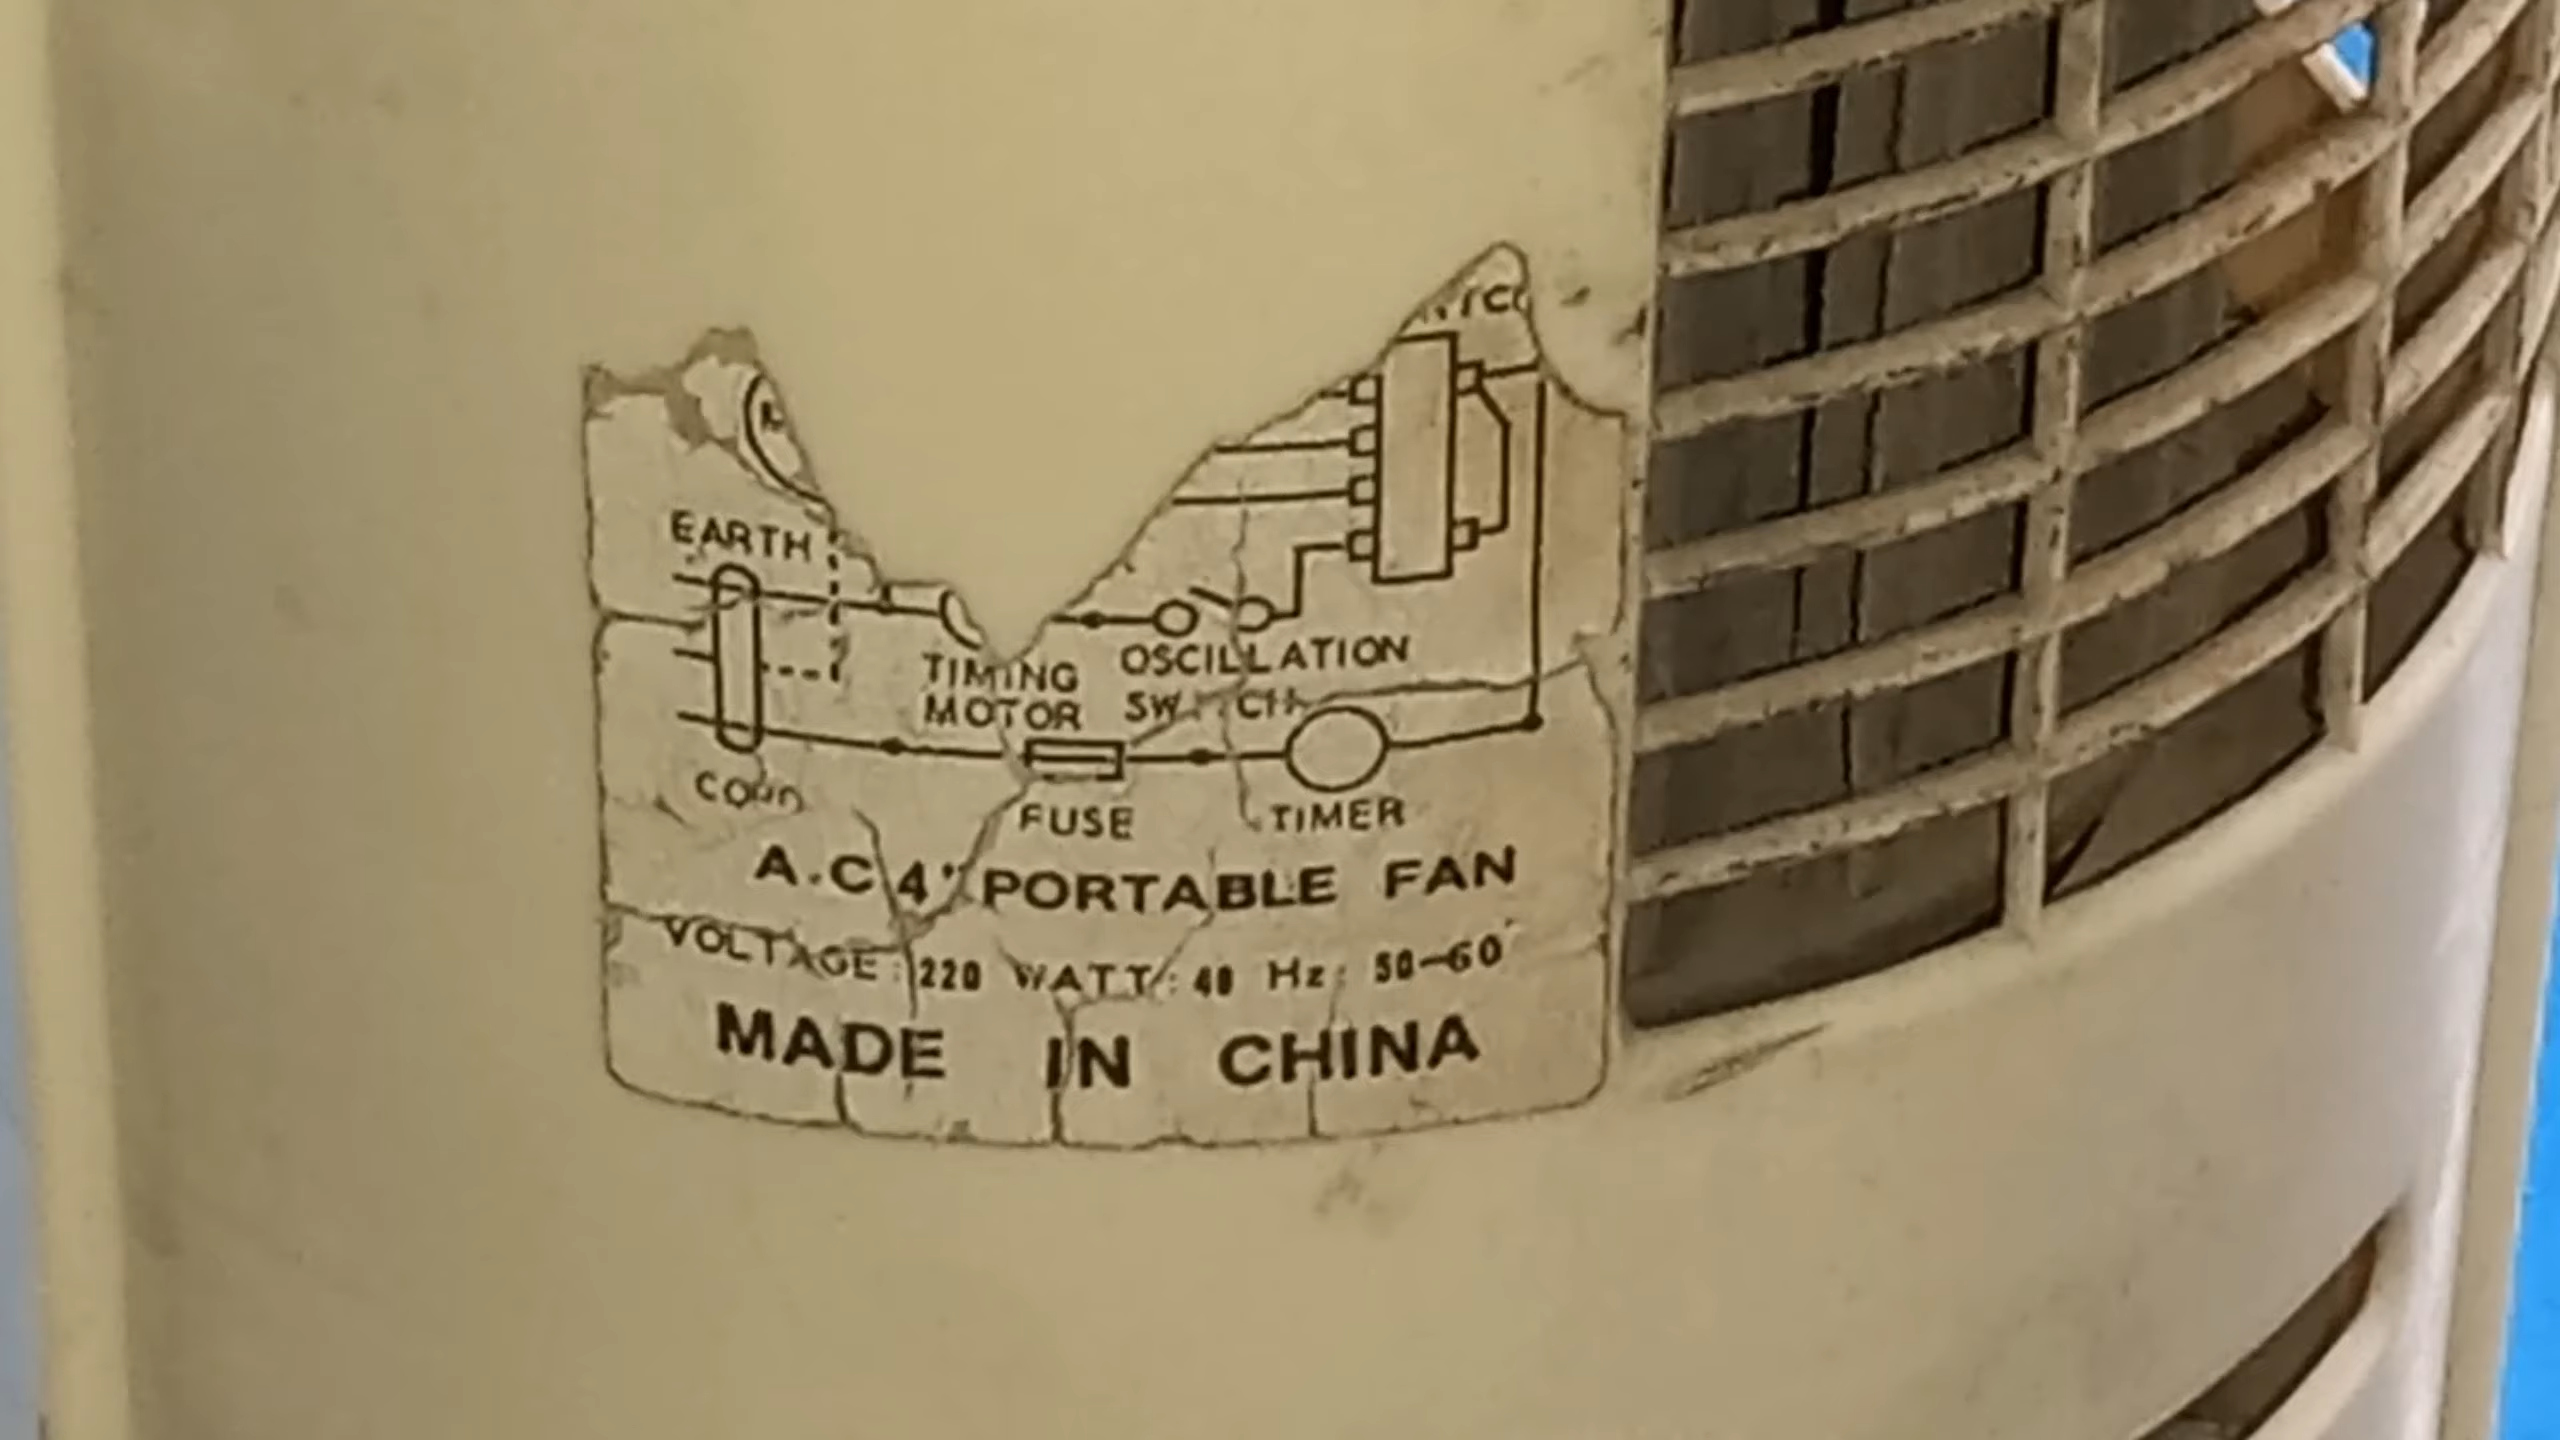 EARTH
TIMING
MOTOR
OSCILLATION
SWITCH
CORD
FUSE
TIMER
A.C 4" PORTABLE FAN
VOLTAGE: 220 WATT: 40 Hz: 50-60
MADE IN CHINA